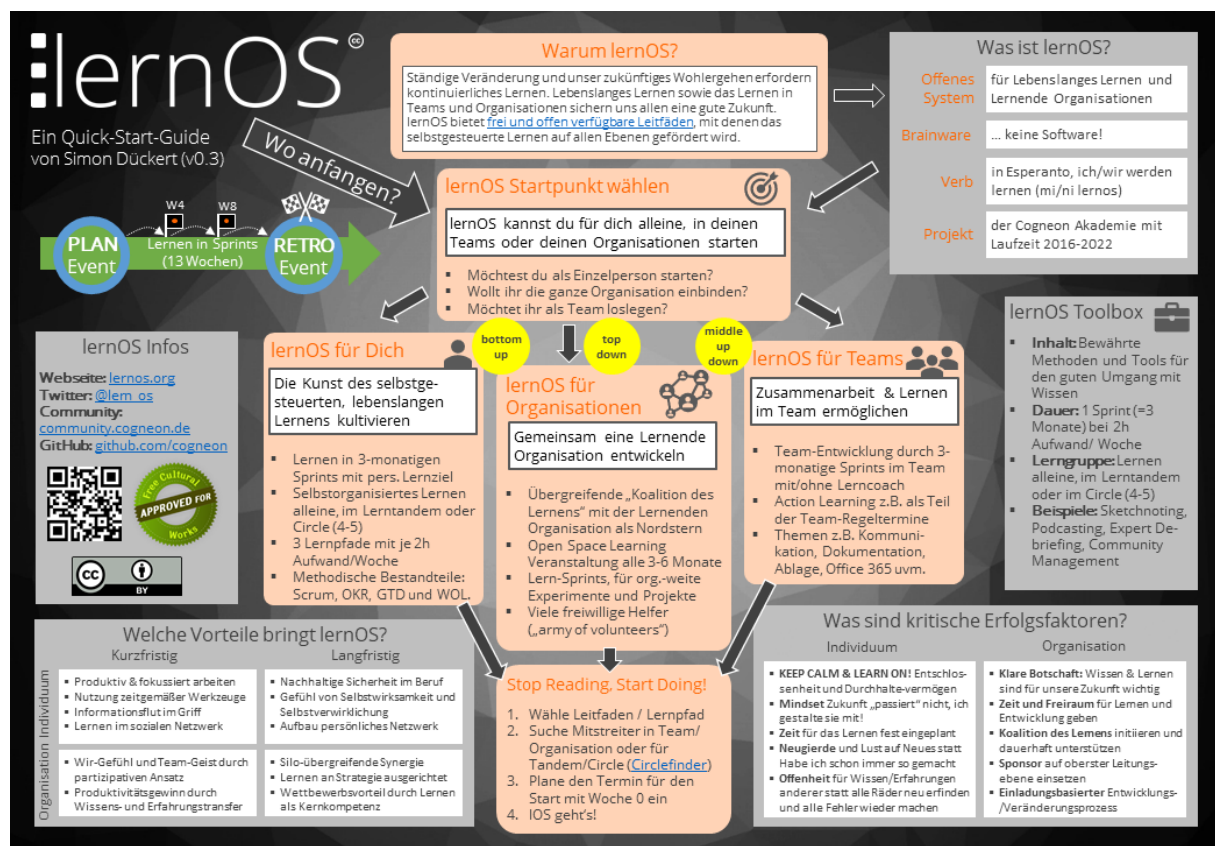 lernOS
cc
Ein Quick-Start-Guide
von Simon Dückert (v0.3)
Wo anfangen?
W4
W8
PLAN
Event
Lernen in Sprints
(13 Wochen)
RETRO
Event
Warum lernOS?
Ständige Veränderung und unser zukünftiges Wohlergehen erfordern
kontinuierliches Lernen. Lebenslanges Lernen sowie das Lernen in
Teams und Organisationen sichern uns allen eine gute Zukunft.
lernOS bietet frei und offen verfügbare Leitfäden, mit denen das
selbstgesteuerte Lernen auf allen Ebenen gefördert wird.
Was ist lernOS?
Offenes
System
für Lebenslanges Lernen und
Lernende Organisationen
Brainware
... keine Software!
Verb
in Esperanto, ich/wir werden
lernen (mi/ni lernos)
Projekt
der Cogneon Akademie mit
Laufzeit 2016-2022
lernOS Startpunkt wählen
lernOS kannst du für dich alleine, in deinen
Teams oder deinen Organisationen starten
▪ Möchtest du als Einzelperson starten?
▪ Wollt ihr die ganze Organisation einbinden?
▪ Möchtet ihr als Team loslegen?
bottom
up
top
down
middle
up
down
lernOS Infos
Webseite: lernos.org
Twitter: @lern_os
Community:
community.cogneon.de
GitHub: github.com/cogneon
Free Cultural
APPROVED FOR
Works
cc
BY
lernOS für Dich
Die Kunst des selbstge-
steuerten, lebenslangen
Lernens kultivieren
▪ Lernen in 3-monatigen
Sprints mit pers. Lernziel
▪ Selbstorganisiertes Lernen
alleine, im Lerntandem oder
Circle (4-5)
▪ 3 Lernpfade mit je 2h
Aufwand/Woche
▪ Methodische Bestandteile:
Scrum, OKR, GTD und WOL.
lernOS für
Organisationen
Gemeinsam eine Lernende
Organisation entwickeln
▪ Übergreifende „Koalition des
Lernens“ mit der Lernenden
Organisation als Nordstern
▪ Open Space Learning
Veranstaltung alle 3-6 Monate
▪ Lern-Sprints, für org.-weite
Experimente und Projekte
▪ Viele freiwillige Helfer
(„army of volunteers“)
lernOS für Teams
Zusammenarbeit & Lernen
im Team ermöglichen
▪ Team-Entwicklung durch 3-
monatige Sprints im Team
mit/ohne Lerncoach
▪ Action Learning z.B. als Teil
der Team-Regeltermine
▪ Themen z.B. Kommuni-
kation, Dokumentation,
Ablage, Office 365 uvm.
lernOS Toolbox
▪ Inhalt: Bewährte
Methoden und Tools für
den guten Umgang mit
Wissen
▪ Dauer: 1 Sprint (=3
Monate) bei 2h
Aufwand/ Woche
▪ Lerngruppe: Lernen
alleine, im Lerntandem
oder im Circle (4-5)
▪ Beispiele: Sketchnoting,
Podcasting, Expert De-
briefing, Community
Management
Welche Vorteile bringt lernOS?
Kurzfristig
Langfristig
Individuum
▪ Produktiv & fokussiert arbeiten
▪ Nutzung zeitgemäßer Werkzeuge
▪ Informationsflut im Griff
▪ Lernen im sozialen Netzwerk
▪ Nachhaltige Sicherheit im Beruf
▪ Gefühl von Selbstwirksamkeit und
Selbstverwirklichung
▪ Aufbau persönliches Netzwerk
Organisation
▪ Wir-Gefühl und Team-Geist durch
partizipativen Ansatz
▪ Produktivitätsgewinn durch
Wissens- und Erfahrungstransfer
▪ Silo-übergreifende Synergie
▪ Lernen an Strategie ausgerichtet
▪ Wettbewerbsvorteil durch Lernen
als Kernkompetenz
Stop Reading, Start Doing!
1. Wähle Leitfaden / Lernpfad
2. Suche Mitstreiter in Team/
Organisation oder für
Tandem/Circle (Circlefinder)
3. Plane den Termin für den
Start mit Woche 0 ein
4. lOS geht's!
Was sind kritische Erfolgsfaktoren?
Individuum
Organisation
▪ KEEP CALM & LEARN ON! Entschlos-
senheit und Durchhalte-vermögen
▪ Mindset Zukunft „passiert“ nicht, ich
gestalte sie mit!
▪ Zeit für das Lernen fest eingeplant
▪ Neugierde und Lust auf Neues statt
Habe ich schon immer so gemacht
▪ Offenheit für Wissen/Erfahrungen
anderer statt alle Räder neu erfinden
und alle Fehler wieder machen
▪ Klare Botschaft: Wissen & Lernen
sind für unsere Zukunft wichtig
▪ Zeit und Freiraum für Lernen und
Entwicklung geben
▪ Koalition des Lernens initiieren und
dauerhaft unterstützen
▪ Sponsor auf oberster Leitungs-
ebene einsetzen
▪ Einladungsbasierter Entwicklungs-
/Veränderungsprozess